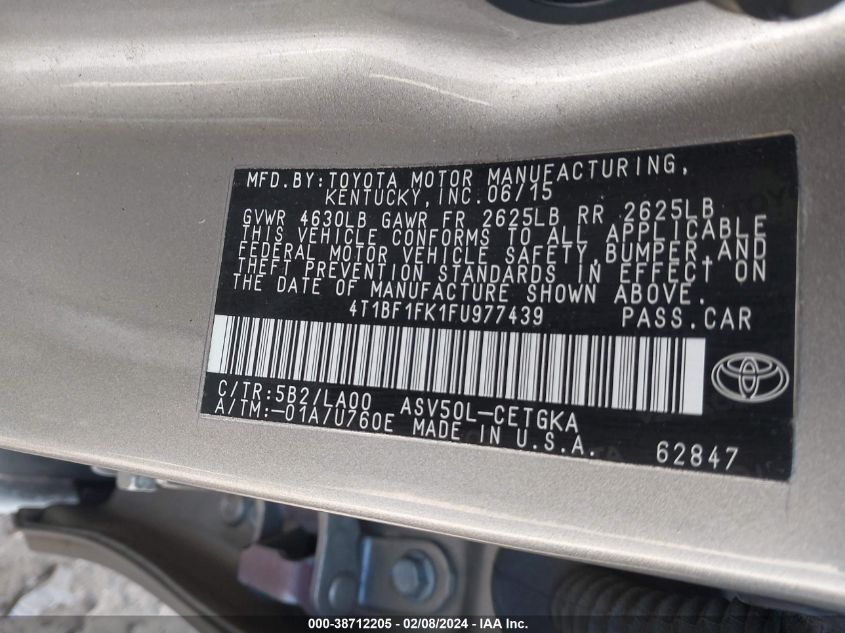 MFD.BY:TOYOTA MOTOR MANUFACTURING,
KENTUCKY,INC.06/15
GVWR 4630LB GAWR FR 2625LB RR 2625LB
THIS VEHICLE CONFORMS TO ALL APPLICABLE
FEDERAL MOTOR VEHICLE SAFETY,BUMPER,AND
THEFT PREVENTION STANDARDS IN EFFECT ON
THE DATE OF MANUFACTURE SHOWN ABOVE.
4T1BF1FK1FU977439 PASS.CAR
C/TR:5B2/LA00 ASV50L-CETGKA
A/TM:-01A/U760E MADE IN U.S.A.
62847
000-38712205 - 02/08/2024 - IAA Inc.